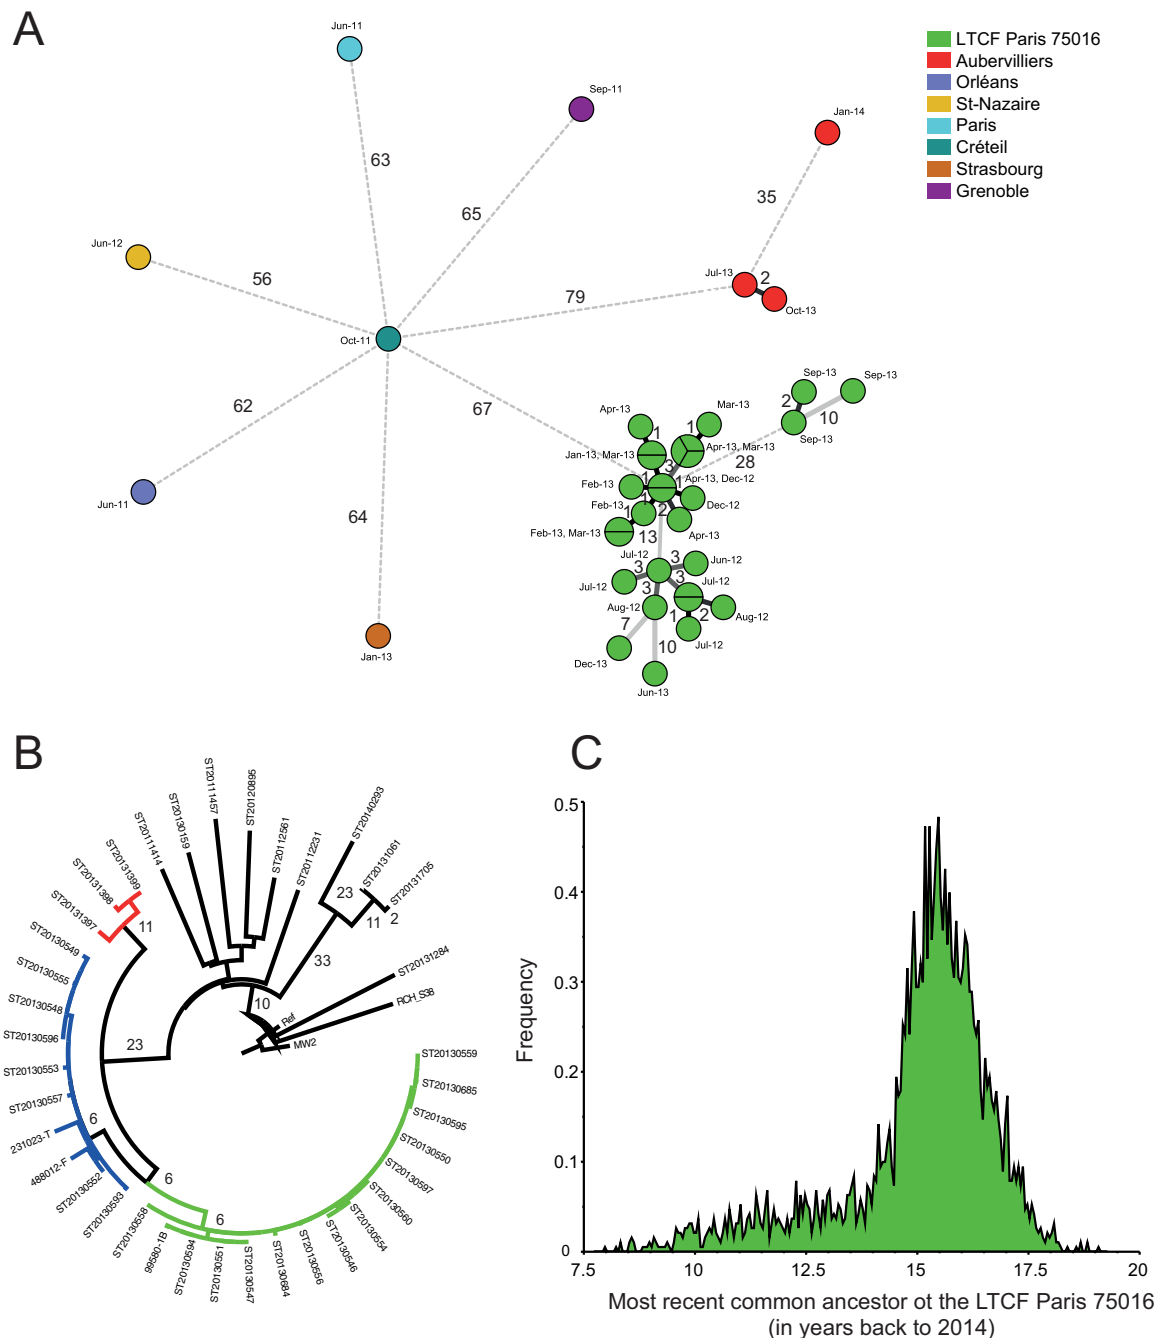 A
Jun-11
Sep-11
Jan-14
LTCF Paris 75016
Aubervilliers
Orléans
St-Nazaire
Paris
Créteil
Strasbourg
Grenoble
63
65
35
Jun-12
56
79
Jul-13
2
Oct-13
Oct-11
62
67
64
Jun-11
Jan-13
Sep-13
Sep-13
2
10
Sep-13
28
Apr-13
Mar-13
1
1
Jan-13, Mar-13
Apr-13, Mar-13
3
Feb-13
1
1
Apr-13, Dec-12
Feb-13
1
2
Dec-12
1
Feb-13, Mar-13
13
Apr-13
Jul-12
3
Jun-12
Jul-12
3
3
Jul-12
3
Aug-12
1
2
Aug-12
7
10
Jul-12
Dec-13
Jun-13
B
ST20111457
ST20120895
ST20140293
ST20130159
ST20111414
ST20112561
ST20112231
ST20131061
ST20131705
ST20131399
ST20131398
ST20131397
23
11
2
11
33
10
23
ST20131284
RCH_S38
Ref
MW2
ST20130549
ST20130555
ST20130548
ST20130596
ST20130553
ST20130557
231023-T
488012-F
ST20130552
ST20130593
6
6
6
ST20130558
99580-1B
ST20130594
ST20130551
ST20130547
ST20130684
ST20130556
ST20130546
ST20130554
ST20130560
ST20130597
ST20130550
ST20130595
ST20130685
ST20130559
C
0.5
0.4
0.3
0.2
0.1
0
Frequency
7.5
10
12.5
15
17.5
20
Most recent common ancestor ot the LTCF Paris 75016
(in years back to 2014)